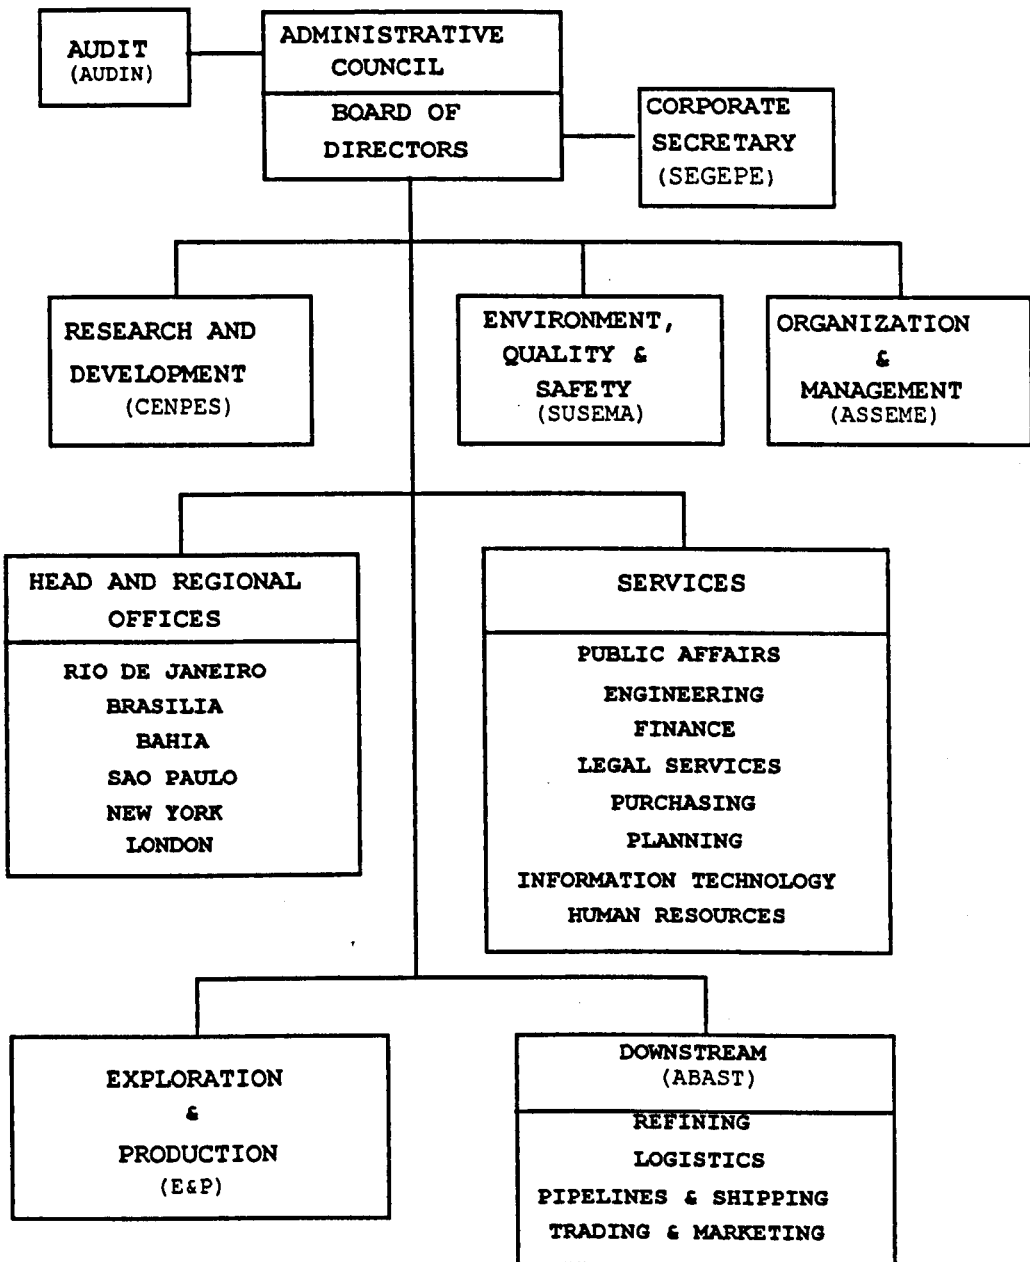 AUDIT
(AUDIN)
ADMINISTRATIVE
COUNCIL
BOARD OF
DIRECTORS
CORPORATE
SECRETARY
(SEGEPE)
RESEARCH AND
DEVELOPMENT
(CENPES)
ENVIRONMENT,
QUALITY &
SAFETY
(SUSEMA)
ORGANIZATION
&
MANAGEMENT
(ASSEME)
HEAD AND REGIONAL
OFFICES
RIO DE JANEIRO
BRASILIA
BAHIA
SAO PAULO
NEW YORK
LONDON
SERVICES
PUBLIC AFFAIRS
ENGINEERING
FINANCE
LEGAL SERVICES
PURCHASING
PLANNING
INFORMATION TECHNOLOGY
HUMAN RESOURCES
EXPLORATION
&
PRODUCTION
(E&P)
DOWNSTREAM
(ABAST)
REFINING
LOGISTICS
PIPELINES & SHIPPING
TRADING & MARKETING